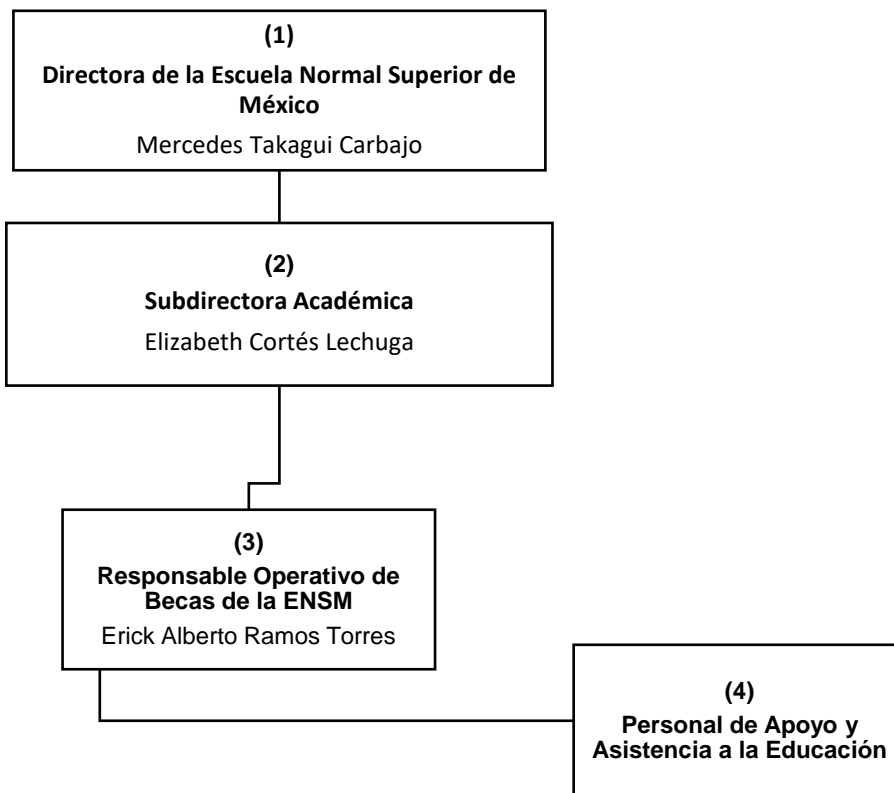 (1)
Directora de la Escuela Normal Superior de
México
Mercedes Takagui Carbajo
(2)
Subdirectora Académica
Elizabeth Cortés Lechuga
(3)
Responsable Operativo de
Becas de la ENSM
Erick Alberto Ramos Torres
(4)
Personal de Apoyo y
Asistencia a la Educación